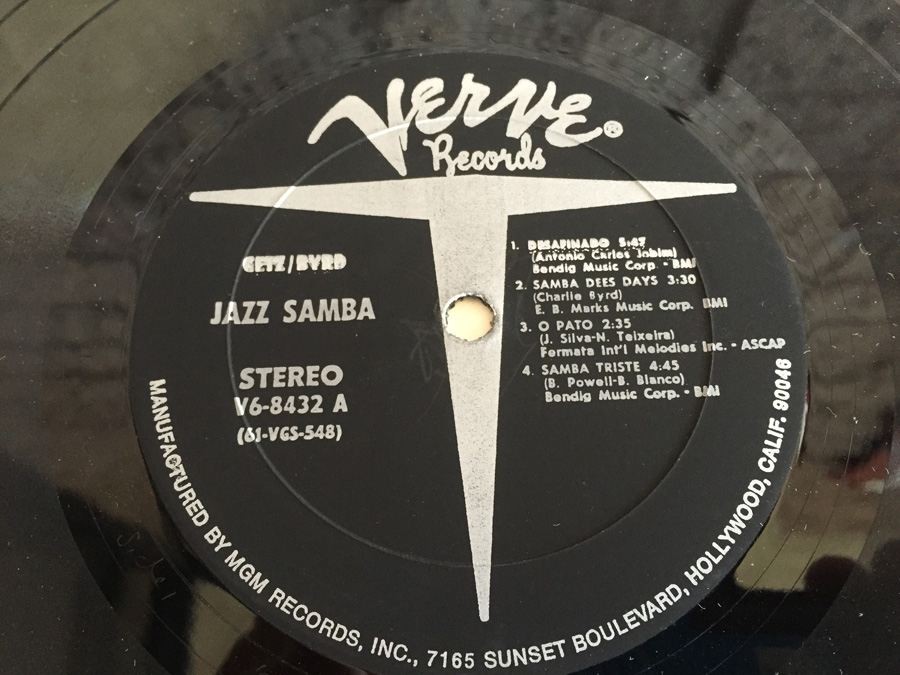 Verve®
Records
GETZ/BYRD
JAZZ SAMBA
STEREO
V6-8432 A
(61-VGS-548)
1. DESAFINADO 5:47
(Antonio Carlos Jobim)
Bendig Music Corp. - BMI
2. SAMBA DEES DAYS 3:30
(Charlie Byrd)
E. B. Marks Music Corp. BMI
3. O PATO 2:35
(J. Silva-N. Teixeira)
Fermata Int'l Melodies Inc. - ASCAP
4. SAMBA TRISTE 4:45
(B. Powell-B. Blanco)
Bendig Music Corp. - BMI
MANUFACTURED BY MGM RECORDS, INC., 7165 SUNSET BOULEVARD, HOLLYWOOD, CALIF. 90046